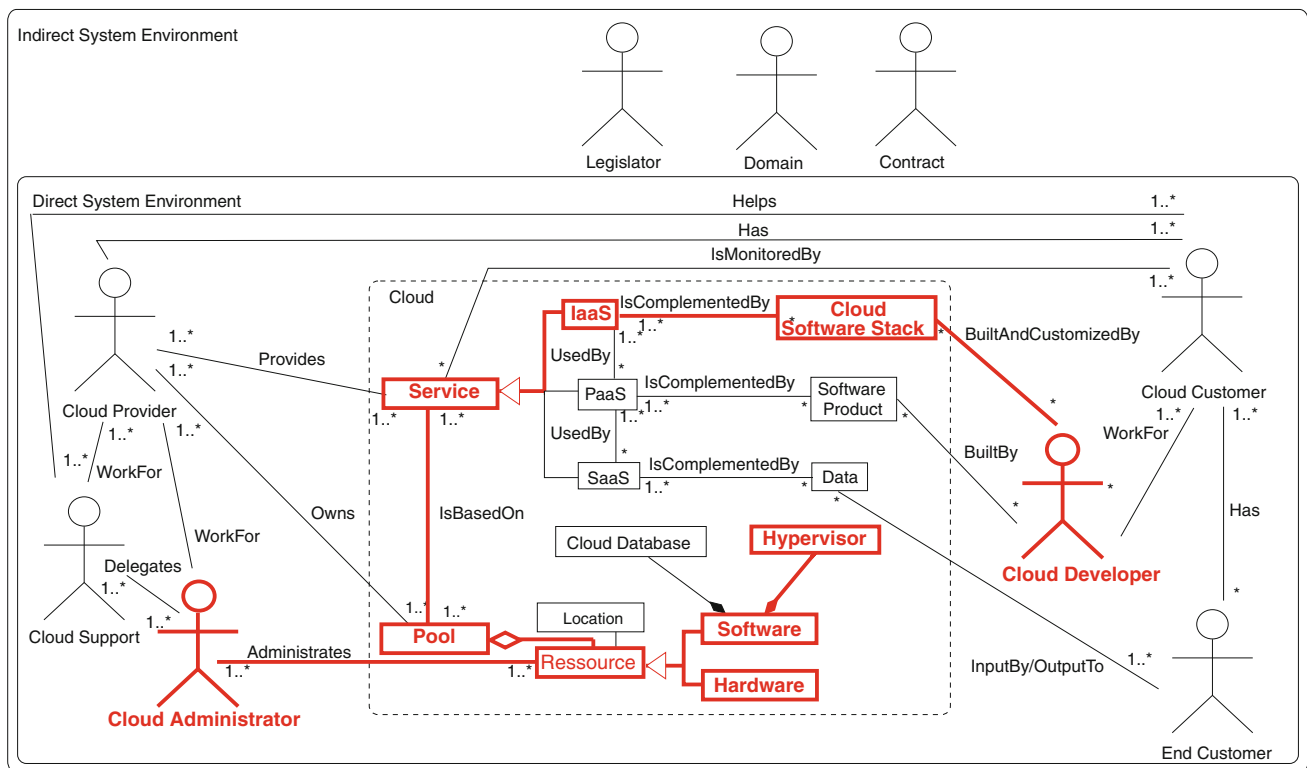 Indirect System Environment
Legislator
Domain
Contract
Direct System Environment
Helps
1..*
Has
1..*
IsMonitoredBy
1..*
Cloud
IaaS
IsComplementedBy
Cloud
Software Stack
1..*
1..*
*
*
BuiltAndCustomizedBy
1..*
Provides
UsedBy
*
1..*
*
Service
PaaS
IsComplementedBy
Software
Product
Cloud Provider
Cloud Customer
1..*
1..*
1..*
1..*
*
*
*
1..*
1..*
1..*
1..*
UsedBy
WorkFor
1..*
WorkFor
*
IsComplementedBy
BuiltBy
SaaS
1..*
*
Data
*
*
*
Owns
IsBasedOn
Has
WorkFor
Cloud Database
Hypervisor
Delegates
Cloud Developer
1..*
1..*
1..*
1..*
*
Cloud Support
Pool
Location
Software
Administrates
Ressource
1..*
1..*
InputBy/OutputTo
1..*
Hardware
Cloud Administrator
End Customer